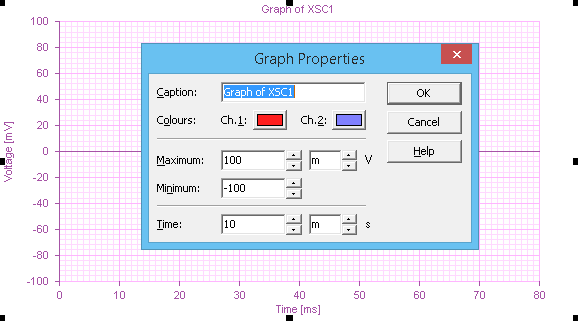 Graph of XSC1
100
80
60
40
20
0
-20
-40
-60
-80
-100
Voltage [mV]
Graph Properties
Caption: Graph of XSC1 OK
Colours: Ch.1: Ch.2: Cancel
Help
Maximum: 100 m V
Minimum: -100
Time: 10 m s
0 10 20 30 40 50 60 70 80
Time [ms]